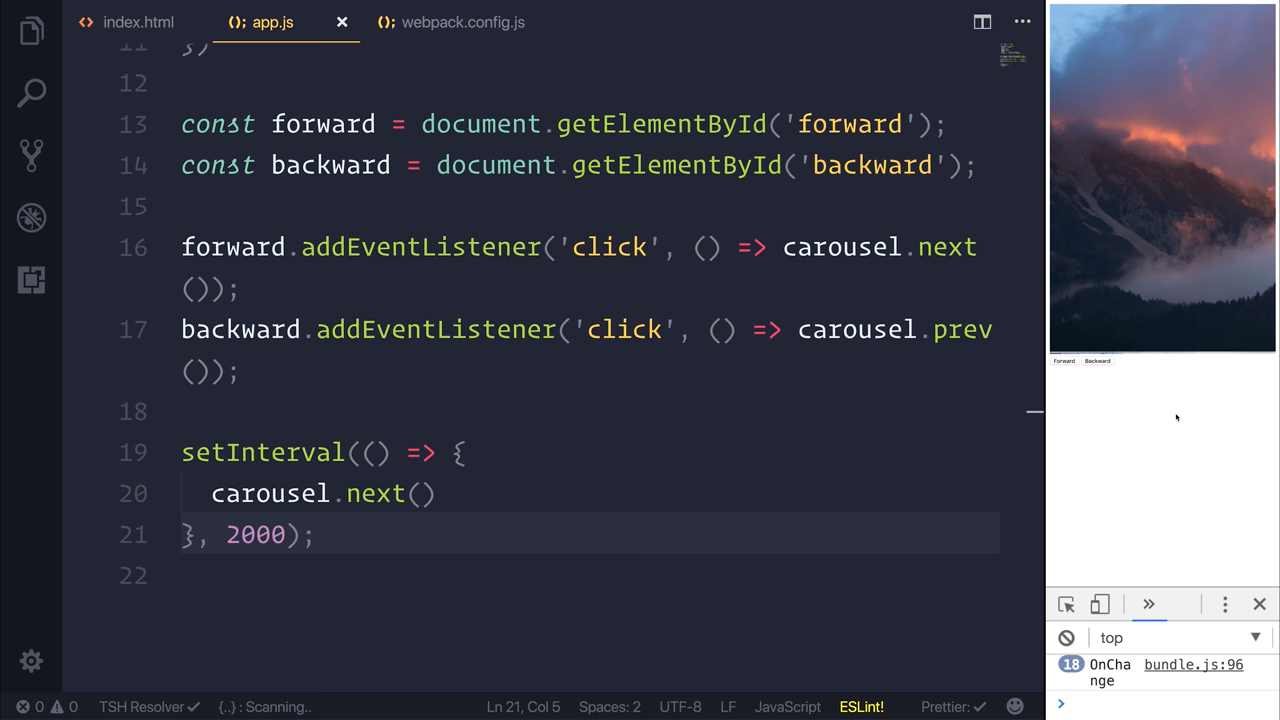 index.html
app.js
webpack.config.js
11 })
12
13 const forward = document.getElementById('forward');
14 const backward = document.getElementById('backward');
15
16 forward.addEventListener('click', () => carousel.next
());
17 backward.addEventListener('click', () => carousel.prev
());
18
19 setInterval(() => {
20 carousel.next()
21 }, 2000);
22
0 0 TSH Resolver {..} : Scanning.. Ln 21, Col 5 Spaces: 2 UTF-8 LF JavaScript ESLint! Prettier:
Forward Backward
top
18 OnCha bundle.js:96
nge